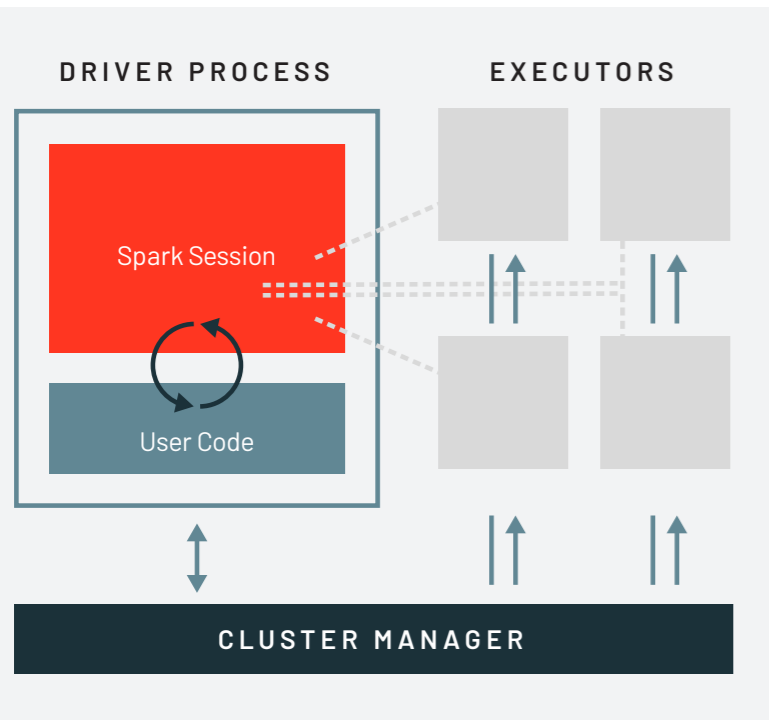 DRIVER PROCESS
EXECUTORS
Spark Session
User Code
CLUSTER MANAGER